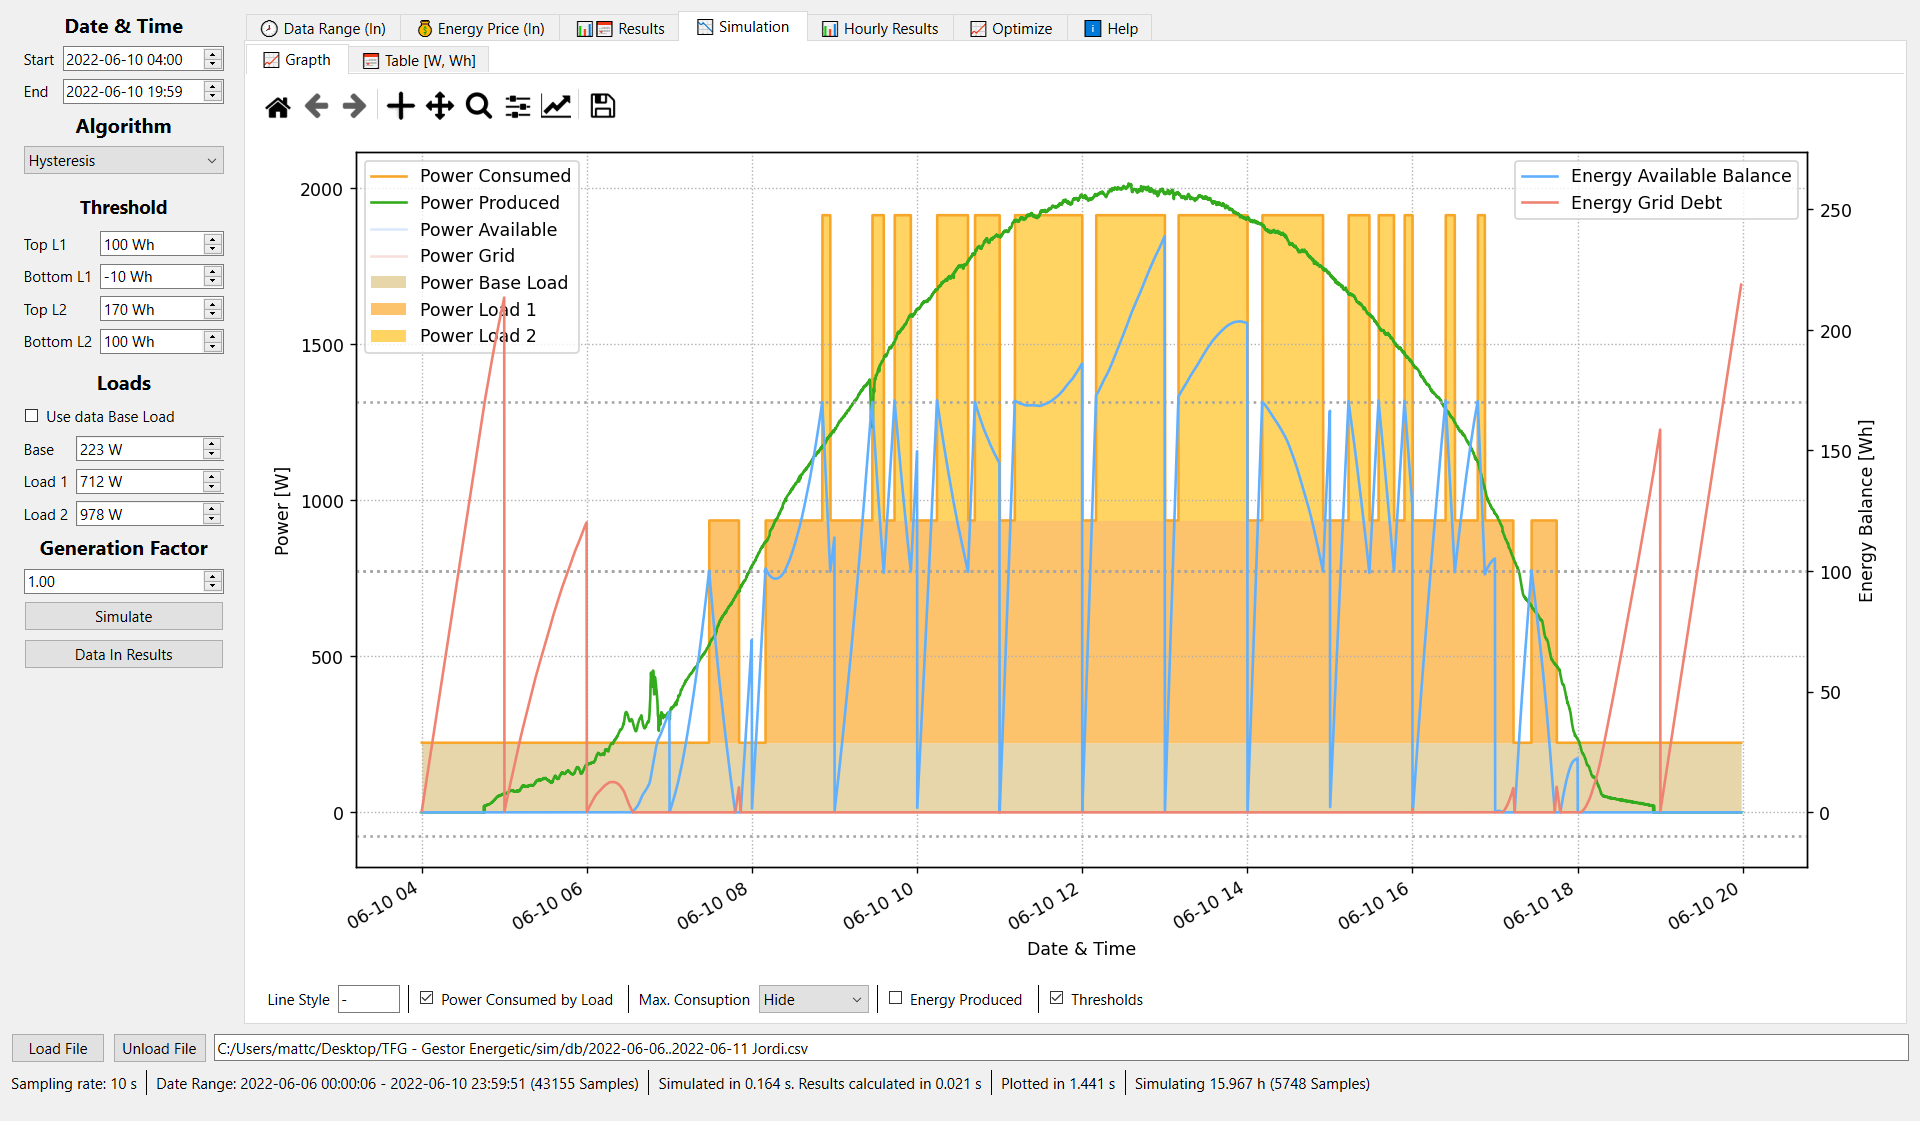 Date & Time
Start 2022-06-10 04:00
End 2022-06-10 19:59
Algorithm
Hysteresis
Threshold
Top L1 100 Wh
Bottom L1 -10 Wh
Top L2 170 Wh
Bottom L2 100 Wh
Loads
Use data Base Load
Base 223 W
Load 1 712 W
Load 2 978 W
Generation Factor
1.00
Simulate
Data In Results
Data Range (In) Energy Price (In) Results Simulation Hourly Results Optimize Help
Graph Table [W, Wh]
Power Consumed
Power Produced
Power Available
Power Grid
Power Base Load
Power Load 1
Power Load 2
Energy Available Balance
Energy Grid Debt
2000
1500
1000
500
0
Power [W]
250
200
150
100
50
0
Energy Balance [Wh]
06-10 04 06-10 06 06-10 08 06-10 10 06-10 12 06-10 14 06-10 16 06-10 18 06-10 20
Date & Time
Line Style - Power Consumed by Load Max. Consuption Hide Energy Produced Thresholds
Load File Unload File C:/Users/mattc/Desktop/TFG - Gestor Energetic/sim/db/2022-06-06..2022-06-11 Jordi.csv
Sampling rate: 10 s Date Range: 2022-06-06 00:00:06 - 2022-06-10 23:59:51 (43155 Samples) Simulated in 0.164 s. Results calculated in 0.021 s Plotted in 1.441 s Simulating 15.967 h (5748 Samples)